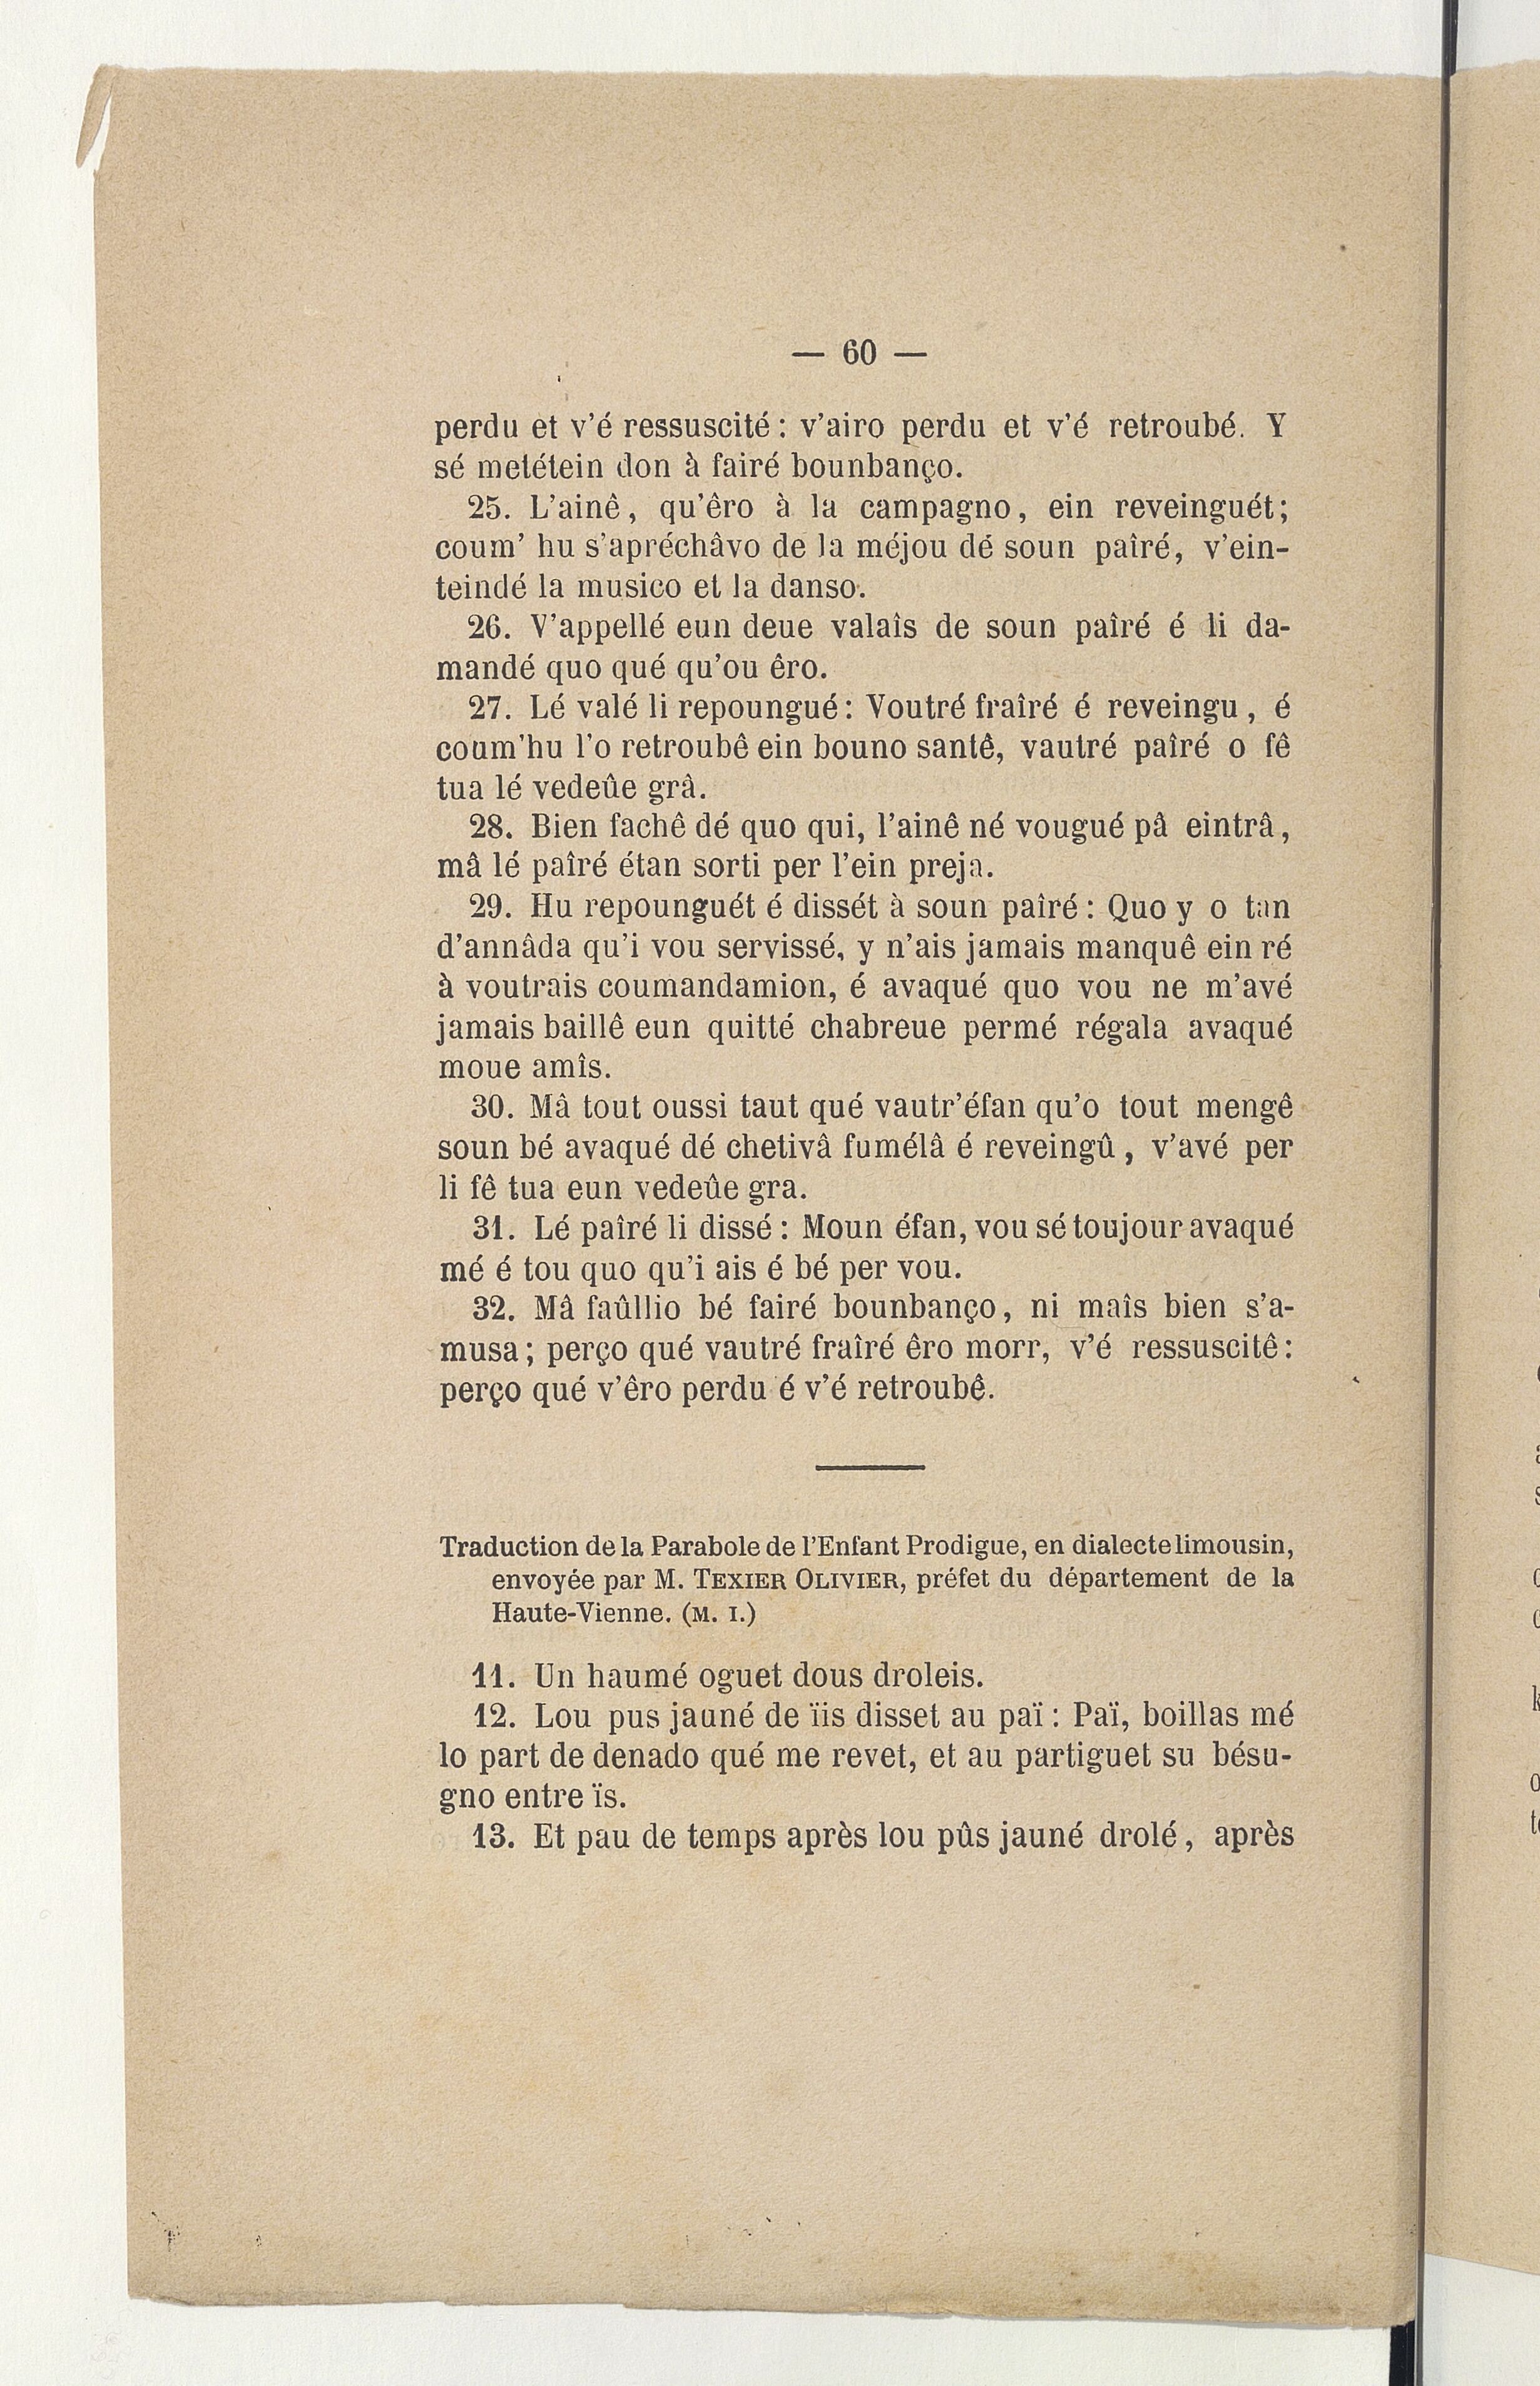 — 60 —
perdu et v'é ressuscité : v'airo perdu et v'é retroubé. Y
sé metétein don à fairé bounbanço.
25. L'ainê, qu'êro à la campagno, ein reveinguét;
coum' hu s'apréchâvo de la méjou dé soun paîré, v'ein-
teindé la musico et la danso.
26. V'appellé eun deue valaîs de soun paîré é li da-
mandé quo qué qu'ou êro.
27. Lé valé li repoungué : Voutré fraîré é reveingu, é
coum'hu l'o retroubê ein bouno santê, vautré paîré o fê
tua lé vedeûe grâ.
28. Bien fachê dé quo qui, l'ainê né vougué pâ eintrâ,
mâ lé paîré étan sorti per l'ein preja.
29. Hu repounguét é dissét à soun paîré : Quo y o tan
d'annâda qu'i vou servissé, y n'ais jamais manquê ein ré
à voutrais coumandamion, é avaqué quo vou ne m'avé
jamais baillê eun quitté chabreue permé régala avaqué
moue amîs.
30. Mâ tout oussi taut qué vautr'éfan qu'o tout mengê
soun bé avaqué dé chetivâ fumélâ é reveingû, v'avé per
li fê tua eun vedeûe gra.
31. Lé paîré li dissé : Moun éfan, vou sé toujour avaqué
mé é tou quo qu'i ais é bé per vou.
32. Mâ faûllio bé fairé bounbanço, ni maîs bien s'a-
musa; perço qué vautré fraîré êro morr, v'é ressuscitê :
perço qué v'êro perdu é v'é retroubê.
Traduction de la Parabole de l'Enfant Prodigue, en dialecte limousin,
envoyée par M. TEXIER OLIVIER, préfet du département de la
Haute-Vienne. (M. I.)
11. Un haumé oguet dous droleis.
12. Lou pus jauné de ïis disset au paï : Paï, boillas mé
lo part de denado qué me revet, et au partiguet su bésu-
gno entre ïs.
13. Et pau de temps après lou pûs jauné drolé, après